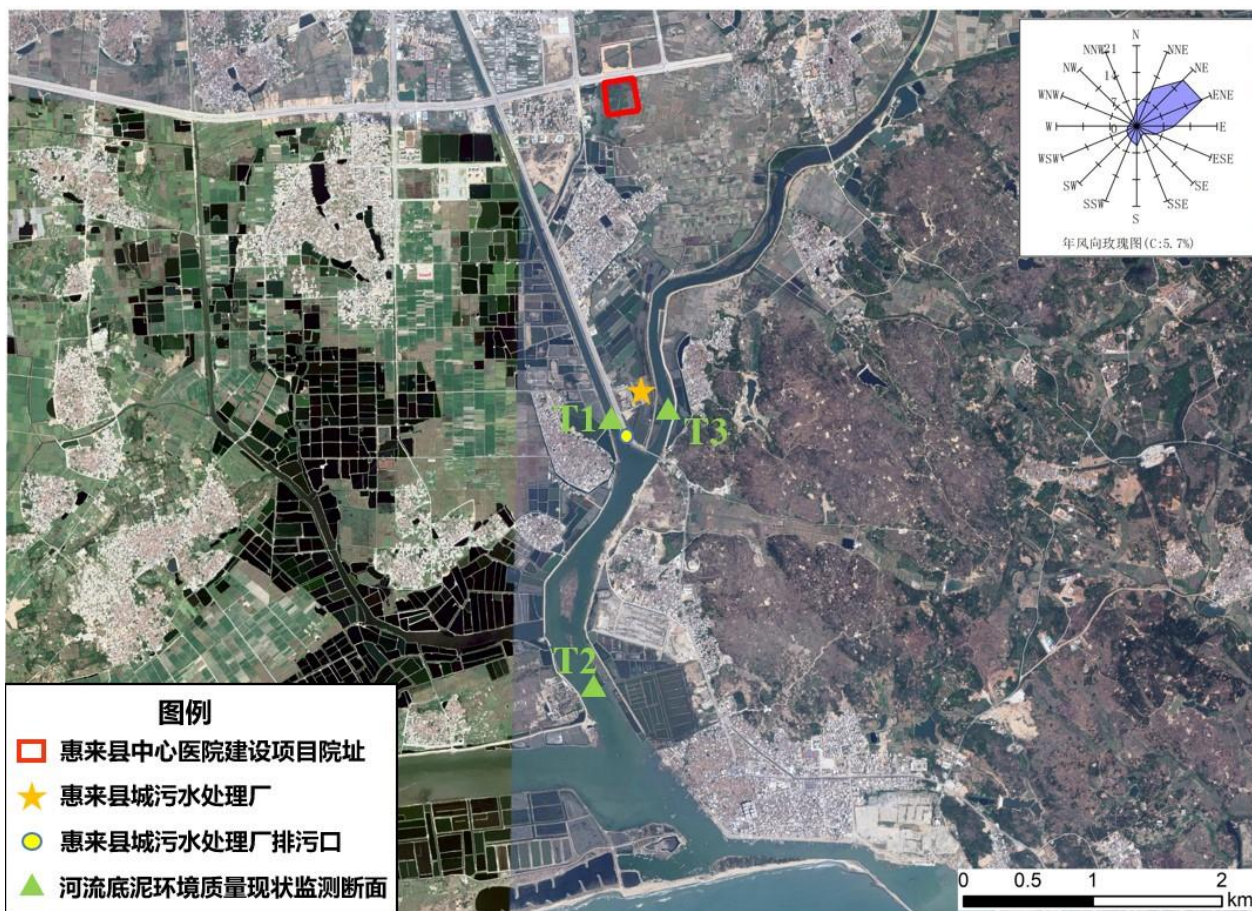 N
NNE
NE
ENE
E
ESE
SE
SSE
S
SSW
SW
WSW
W
WNW
NW
NNW
21
14
7
0
年风向玫瑰图(C:5.7%)
T1
T3
T2
图例
惠来县中心医院建设项目院址
惠来县城污水处理厂
惠来县城污水处理厂排污口
河流底泥环境质量现状监测断面
0 0.5 1 2
km